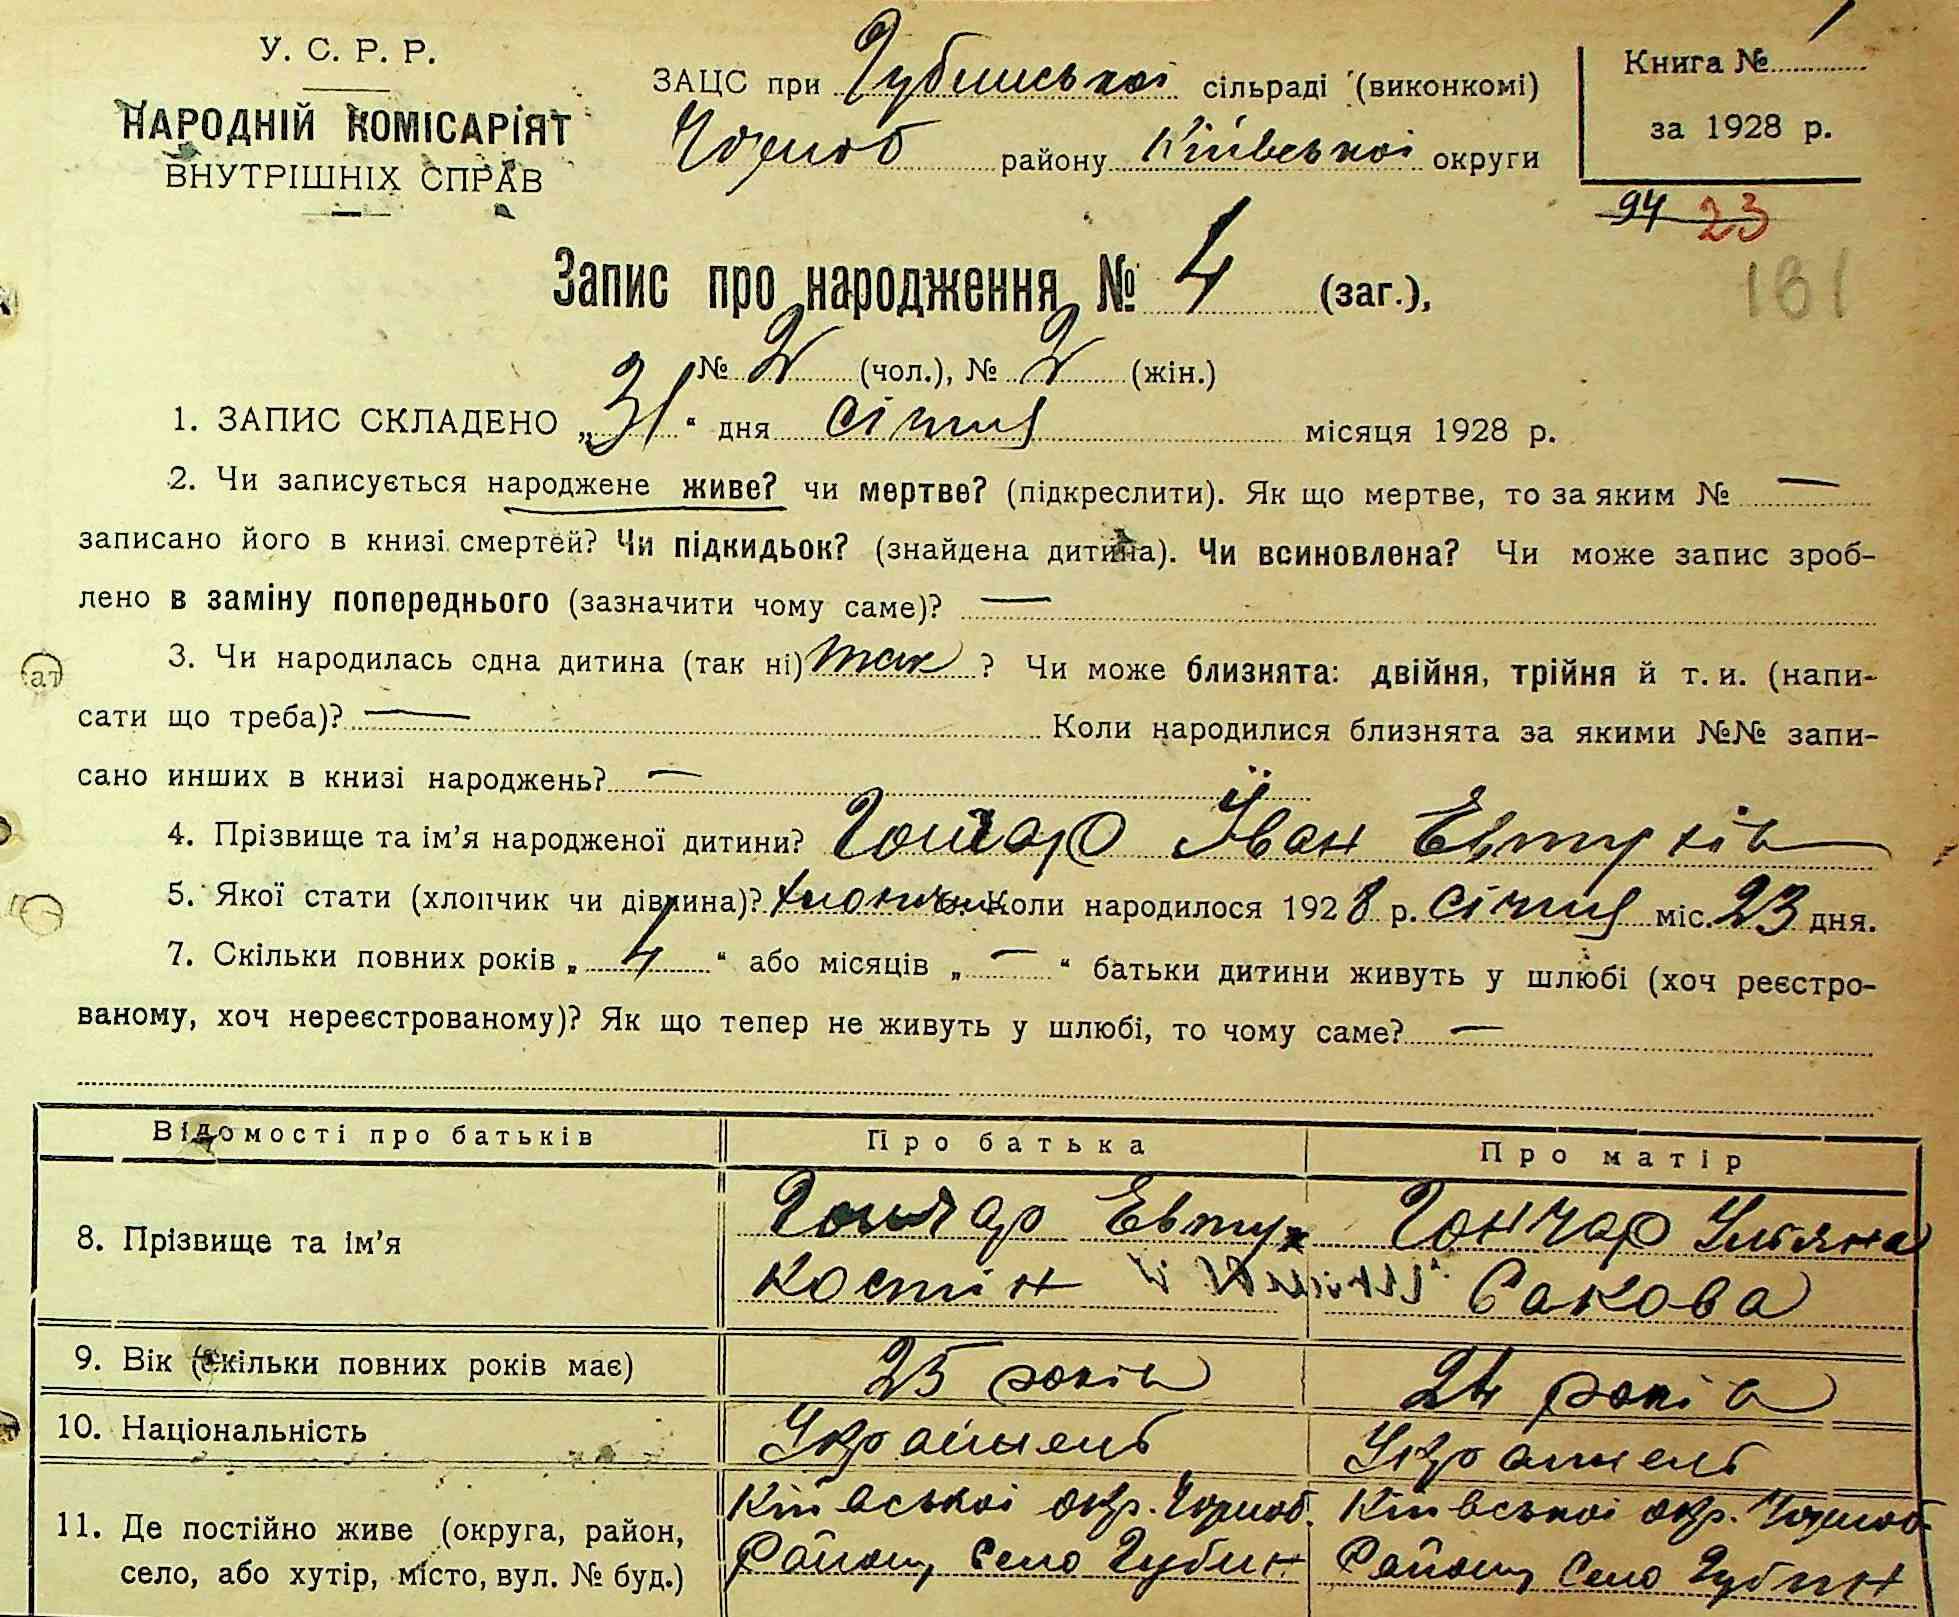 У. С. Р. Р.
НАРОДНІЙ КОМІСАРІЯТ
ВНУТРІШНІХ СПРАВ
ЗАЦС при Губинської сільраді (виконкомі)
Чорноб району Київської округи
Книга № 1
за 1928 р.
94 23
161
Запис про народження № 4 (заг.),
№ 2 (чол.), № 2 (жін.)
1. ЗАПИС СКЛАДЕНО „31“ дня січня місяця 1928 р.
2. Чи записується народжене живе? чи мертве? (підкреслити). Як що мертве, то за яким № —
записано його в книзі смертей? Чи підкидьок? (знайдена дитина). Чи всиновлена? Чи може запис зроб-
лено в заміну попереднього (зазначити чому саме)? —
3. Чи народилась одна дитина (так ні) так ? Чи може близнята: двійня, трійня й т. и. (напи-
сати що треба)? — Коли народилися близнята за якими №№ запи-
сано инших в книзі народжень? —
4. Прізвище та ім'я народженої дитини? Гончар Їван Евтухів
5. Якої стати (хлопчик чи дівчина)? хлопчик Коли народилося 1928 р. січня міс. 23 дня.
7. Скільки повних років „ 4 “ або місяців „ — “ батьки дитини живуть у шлюбі (хоч реєстро-
ваному, хоч нереєстрованому)? Як що тепер не живуть у шлюбі, то чому саме? —
Відомості про батьків Про батька Про матір
8. Прізвище та ім'я Гончар Евтух Гончар Ульяна
Костін Сакова
9. Вік (скільки повних років має) 25 років 24 років
10. Національність Українець Українець
11. Де постійно живе (округа, район, Київської окр. Чорноб. Київської окр. Чорноб.
село, або хутір, місто, вул. № буд.) Району село Губин Району село Губин